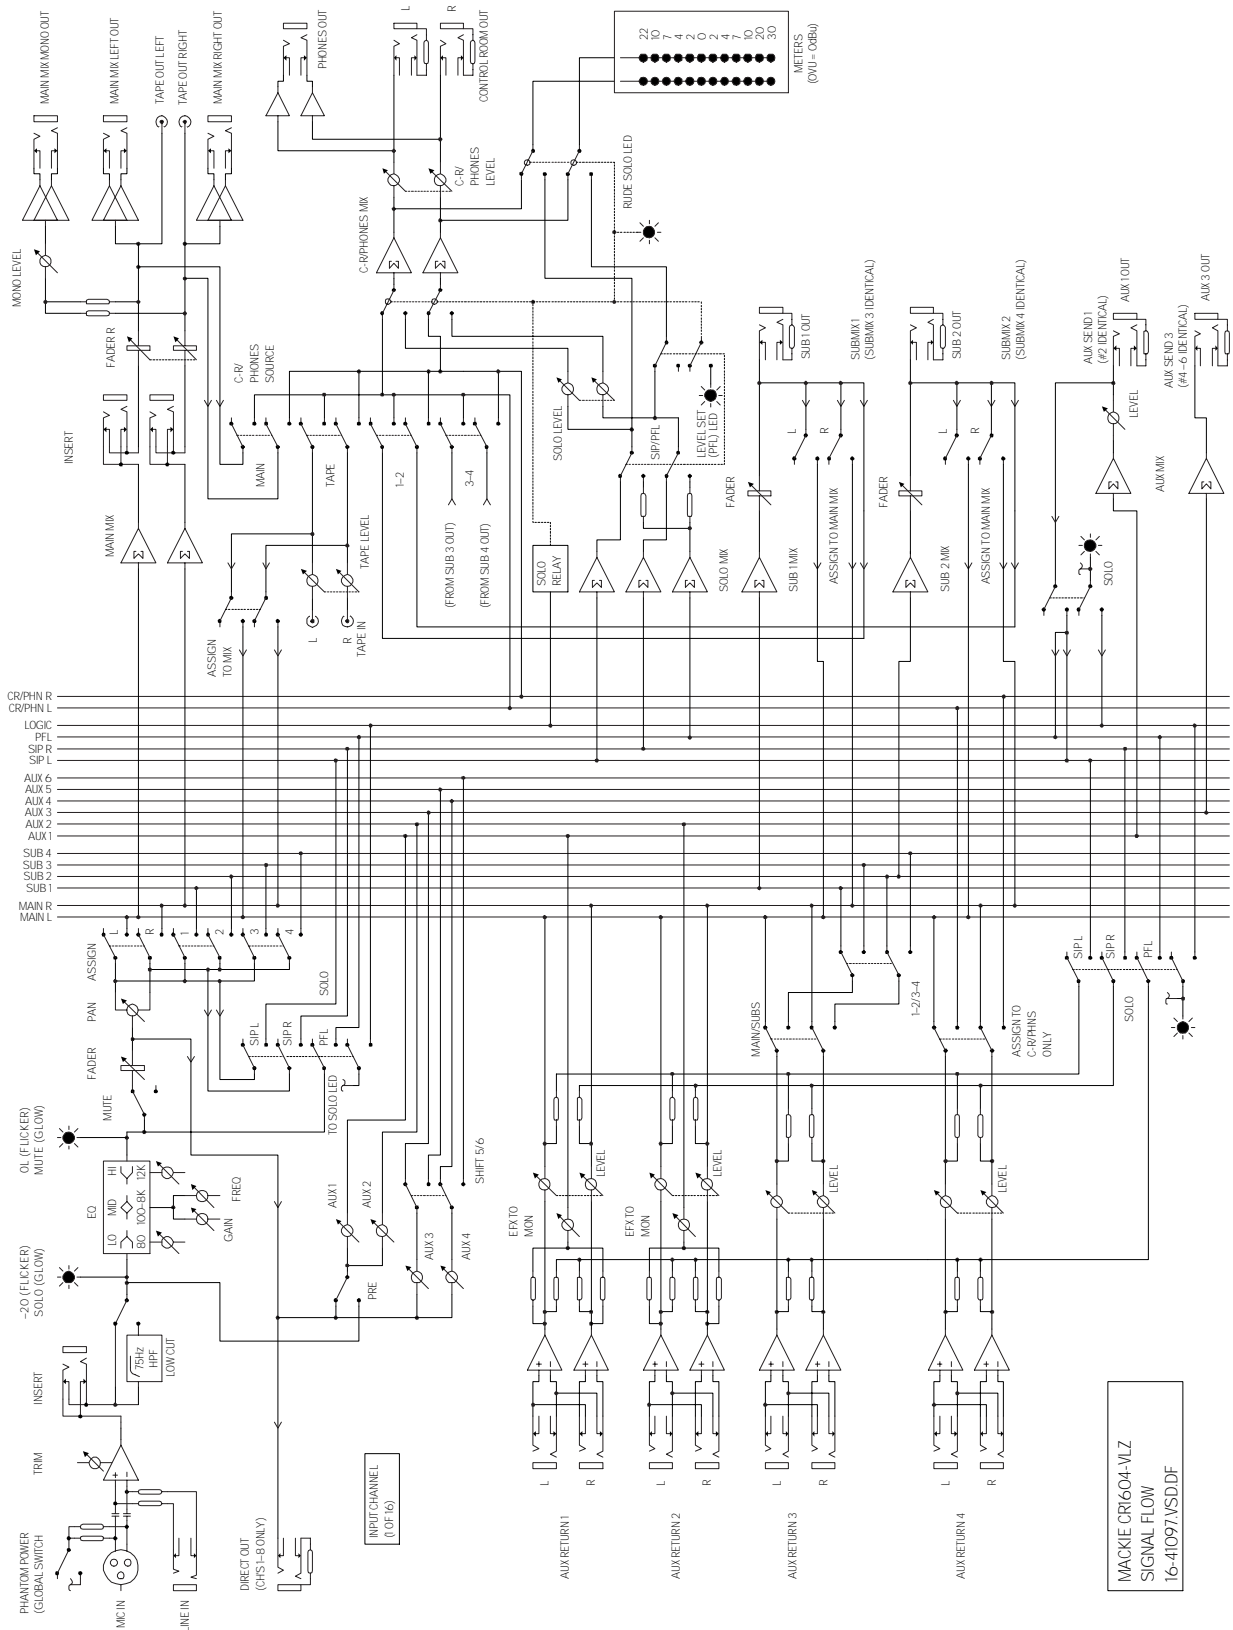 MAIN MIX MONO OUT
MAIN MIX LEFT OUT
TAPE OUT LEFT
TAPE OUT RIGHT
MAIN MIX RIGHT OUT
PHONES OUT
L
R
CONTROL ROOM OUT
22
10
7
4
2
0
2
4
7
10
20
30
METERS
(0VU = 0dBu)
MONO LEVEL
C-R/PHONES MIX
C-R/
PHONES
LEVEL
RUDE SOLO LED
FADER R
C-R/
PHONES
SOURCE
SOLO LEVEL
SIP/PFL
LEVEL SET
(PFL) LED
SUB 1 OUT
SUBMIX 1
(SUBMIX 3 IDENTICAL)
SUB 2 OUT
SUBMIX 2
(SUBMIX 4 IDENTICAL)
AUX SEND 1
(#2 IDENTICAL)
AUX 1 OUT
AUX SEND 3
(#4-6 IDENTICAL)
AUX 3 OUT
INSERT
MAIN
TAPE
1-2
3-4
FADER
L
R
FADER
L
R
LEVEL
MAIN MIX
TAPE LEVEL
(FROM SUB 3 OUT)
(FROM SUB 4 OUT)
SOLO
RELAY
SOLO MIX
SUB 1 MIX
ASSIGN TO MAIN MIX
SUB 2 MIX
ASSIGN TO MAIN MIX
SOLO
AUX MIX
ASSIGN
TO MIX
L
R
TAPE IN
CR/PHN R
CR/PHN L
LOGIC
PFL
SIP R
SIP L
AUX 6
AUX 5
AUX 4
AUX 3
AUX 2
AUX 1
SUB 4
SUB 3
SUB 2
SUB 1
MAIN R
MAIN L
ASSIGN
L
R
1
2
3
4
PAN
SOLO
SIP L
SIP R
PFL
TO SOLO LED
FADER
MUTE
MAIN/SUBS
1-2/3-4
ASSIGN TO
C-R/PHNS
ONLY
SIP L
SIP R
PFL
SOLO
OL (FLICKER)
MUTE (GLOW)
EQ
LO
MID
HI
80
100-8K
12K
GAIN
FREQ
AUX 1
AUX 2
SHIFT 5/6
AUX 3
AUX 4
PRE
EFX TO
MON
LEVEL
EFX TO
MON
LEVEL
LEVEL
LEVEL
-20 (FLICKER)
SOLO (GLOW)
75Hz
HPF
LOW CUT
INSERT
TRIM
PHANTOM POWER
(GLOBAL SWITCH)
MIC IN
LINE IN
DIRECT OUT
(CH'S 1-8 ONLY)
INPUT CHANNEL
(1 OF 16)
L
R
AUX RETURN 1
L
R
AUX RETURN 2
L
R
AUX RETURN 3
L
R
AUX RETURN 4
MACKIE CR1604-VLZ
SIGNAL FLOW
16-41097.VSD.DF